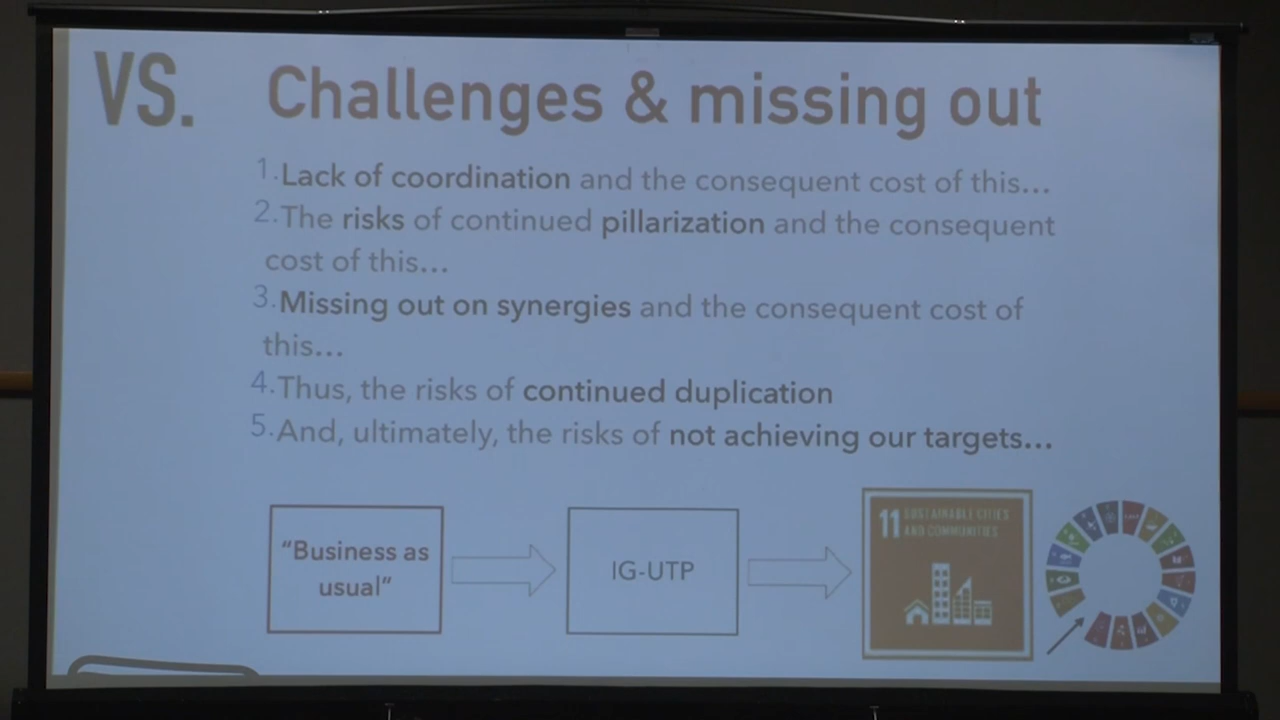 VS. Challenges & missing out
1. Lack of coordination and the consequent cost of this...
2. The risks of continued pillarization and the consequent
cost of this...
3. Missing out on synergies and the consequent cost of
this...
4. Thus, the risks of continued duplication
5. And, ultimately, the risks of not achieving our targets...
“Business as
usual”
IG-UTP
11 SUSTAINABLE CITIES
AND COMMUNITIES